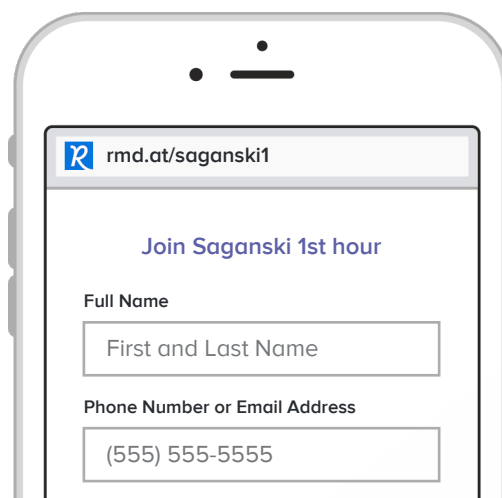 rmd.at/saganski1
Join Saganski 1st hour
Full Name
First and Last Name
Phone Number or Email Address
(555) 555-5555